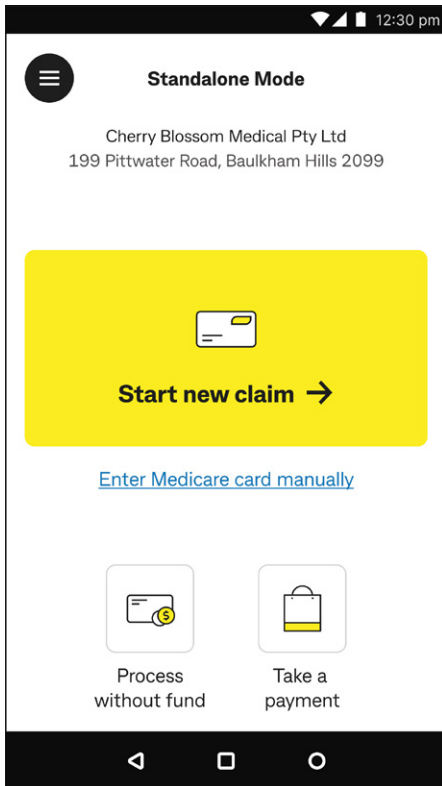 12:30 pm
Standalone Mode
Cherry Blossom Medical Pty Ltd
199 Pittwater Road, Baulkham Hills 2099
Start new claim →
Enter Medicare card manually
$
Process
without fund
Take a
payment